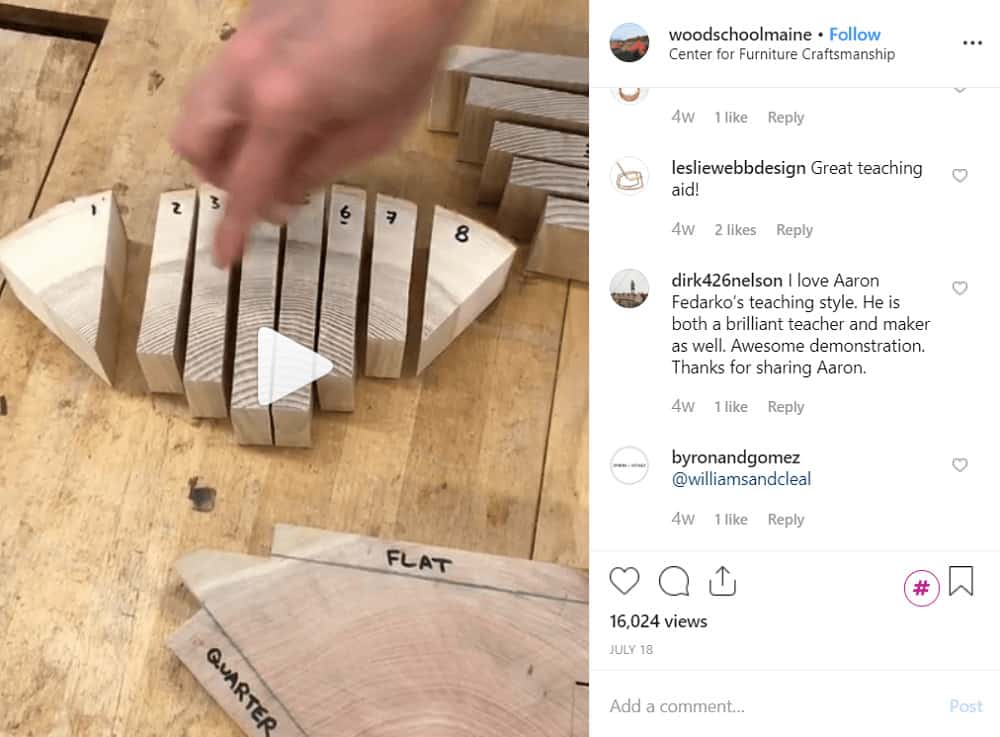 1
2
3
6
7
8
FLAT
QUARTER
woodschoolmaine • Follow
Center for Furniture Craftsmanship
4w 1 like Reply
lesliewebbdesign Great teaching
aid!
4w 2 likes Reply
dirk426nelson I love Aaron
Fedarko's teaching style. He is
both a brilliant teacher and maker
as well. Awesome demonstration.
Thanks for sharing Aaron.
4w 1 like Reply
byronandgomez
@williamsandcleal
4w 1 like Reply
#
16,024 views
JULY 18
Add a comment...
Post